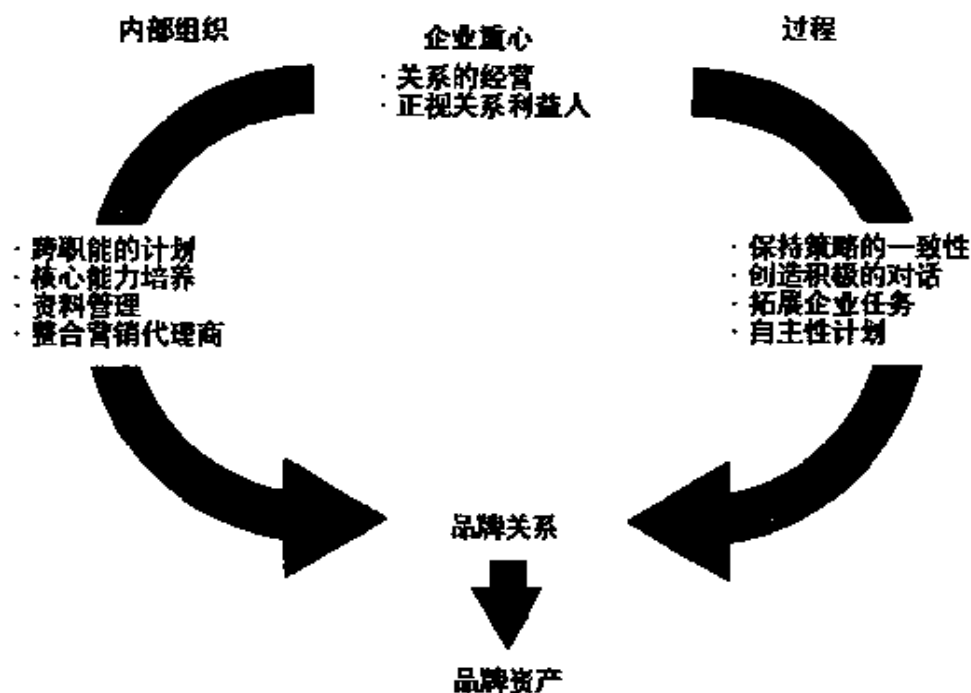 内部组织
企业重心
过程
· 关系的经营
· 正视关系利益人
· 跨职能的计划
· 核心能力培养
· 资料管理
· 整合营销代理商
· 保持策略的一致性
· 创造积极的对话
· 拓展企业任务
· 自主性计划
品牌关系
品牌资产